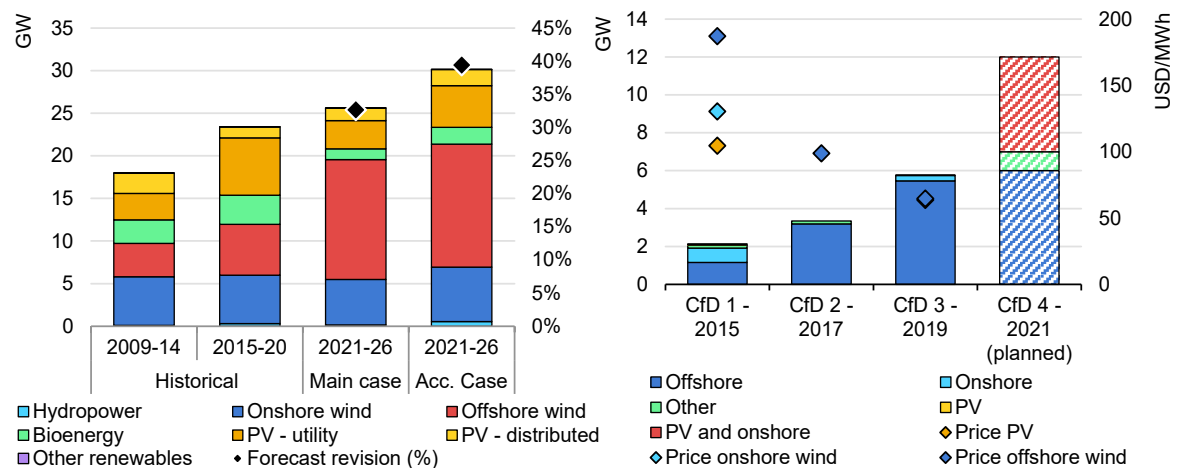 GW
35
30
25
20
15
10
5
0
45%
40%
35%
30%
25%
20%
15%
10%
5%
0%
2009-14 2015-20 2021-26 2021-26
Historical Main case Acc. Case
Hydropower Onshore wind Offshore wind
Bioenergy PV - utility PV - distributed
Other renewables Forecast revision (%)
GW
14
12
10
8
6
4
2
0
USD/MWh
200
150
100
50
0
CfD 1 - CfD 2 - CfD 3 - CfD 4 -
2015 2017 2019 2021
(planned)
Offshore Onshore
Other PV
PV and onshore Price PV
Price onshore wind Price offshore wind